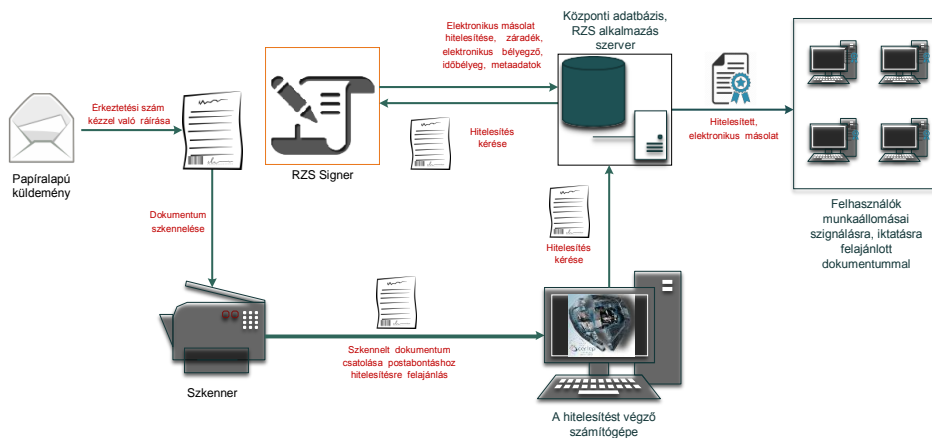 Elektronikus másolat
hitelesítése, záradék,
elektronikus bélyegző,
időbélyeg, metaadatok
Központi adatbázis,
RZS alkalmazás
szerver
Érkeztetési szám
kézzel való ráírása
Papíralapú
küldemény
RZS Signer
Hitelesítés
kérése
Hitelesített,
elektronikus másolat
Felhasználók
munkaállomásai
szignálásra, iktatásra
felajánlott
dokumentummal
Dokumentum
szkennelése
Hitelesítés
kérése
Szkennelt dokumentum
csatolása postabontáshoz
hitelesítésre felajánlás
Szkenner
A hitelesítést végző
számítógépe